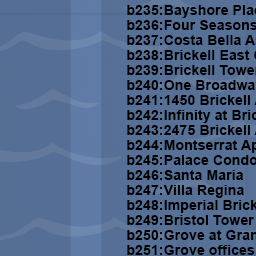 b235:Bayshore Pla
b236:Four Seasons
b237:Costa Bella A
b238:Brickell East
b239:Brickell Tower
b240:One Broadwa
b241:1450 Brickell
b242:Infinity at Bric
b243:2475 Brickell
b244:Montserrat Ap
b245:Palace Condo
b246:Santa Maria
b247:Villa Regina
b248:Imperial Brick
b249:Bristol Tower
b250:Grove at Gran
b251:Grove offices